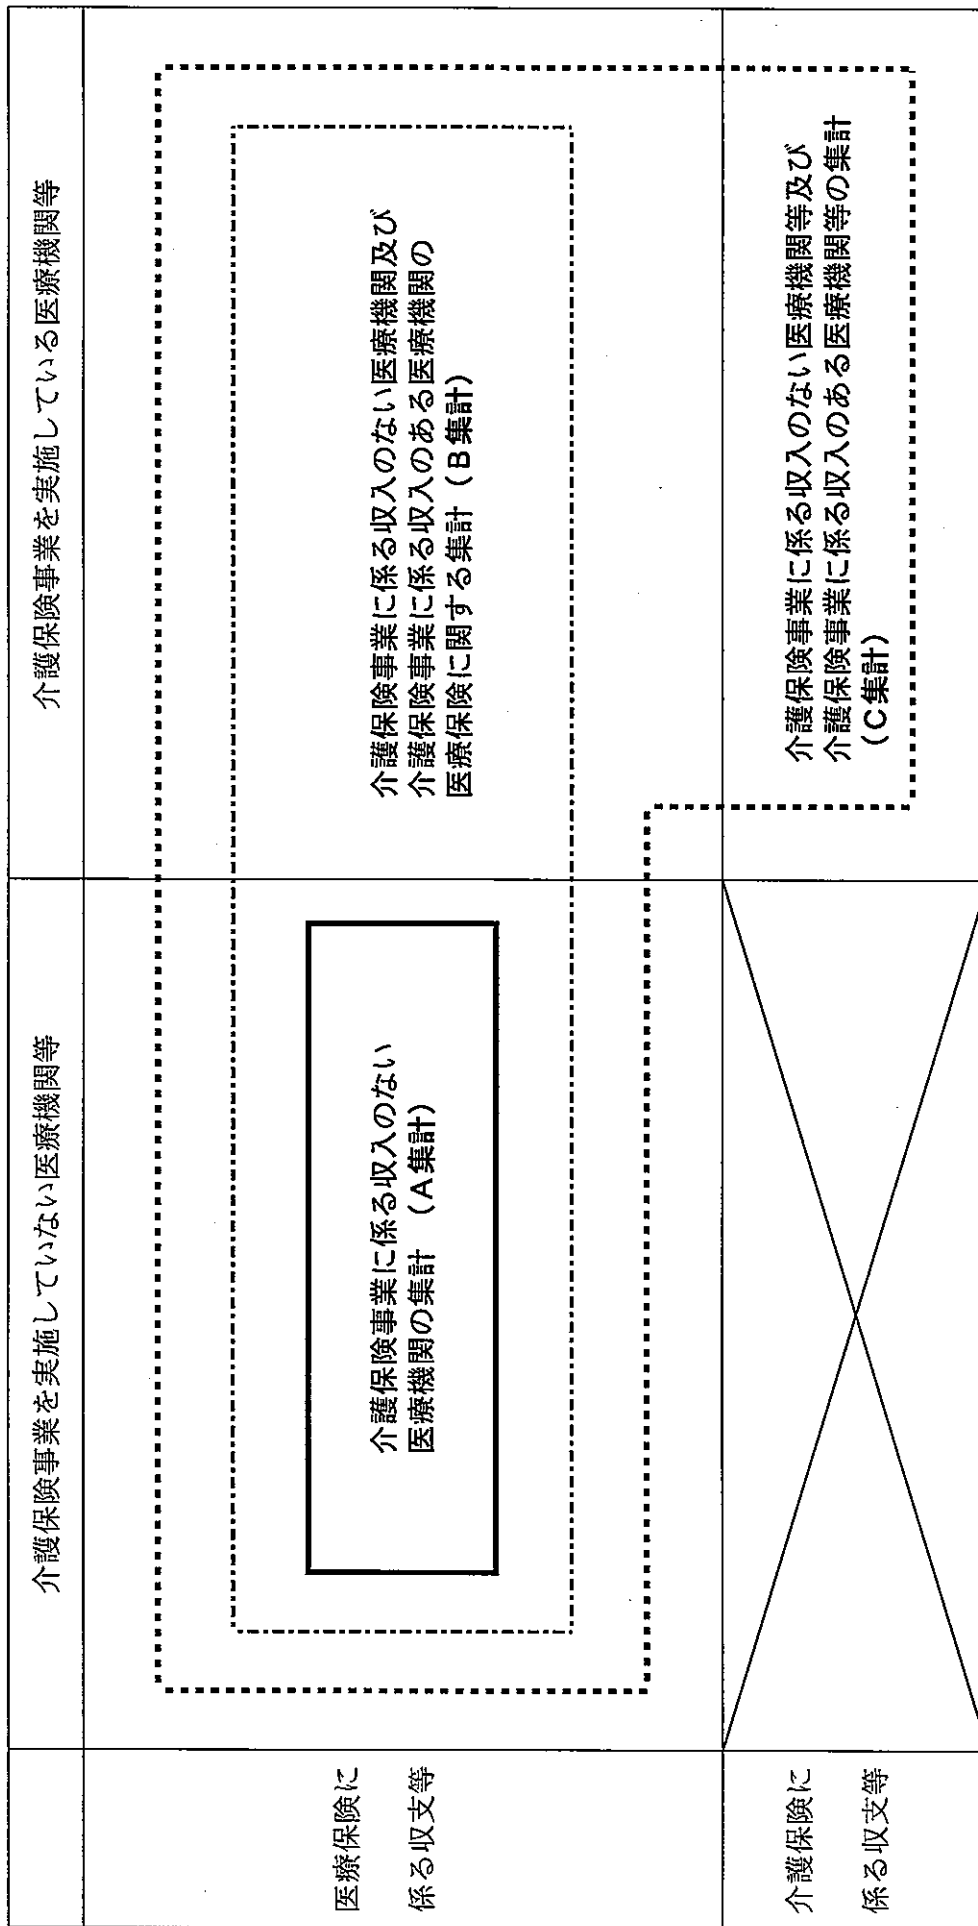 介護保険事業を実施していない医療機関等
介護保険事業を実施している医療機関等
医療保険に
係る収支等
介護保険事業に係る収入のない
医療機関の集計 （A集計）
介護保険事業に係る収入のない医療機関及び
介護保険事業に係る収入のある医療機関の
医療保険に関する集計（B集計）
介護保険に
係る収支等
介護保険事業に係る収入のない医療機関等及び
介護保険事業に係る収入のある医療機関等の集計
（C集計）